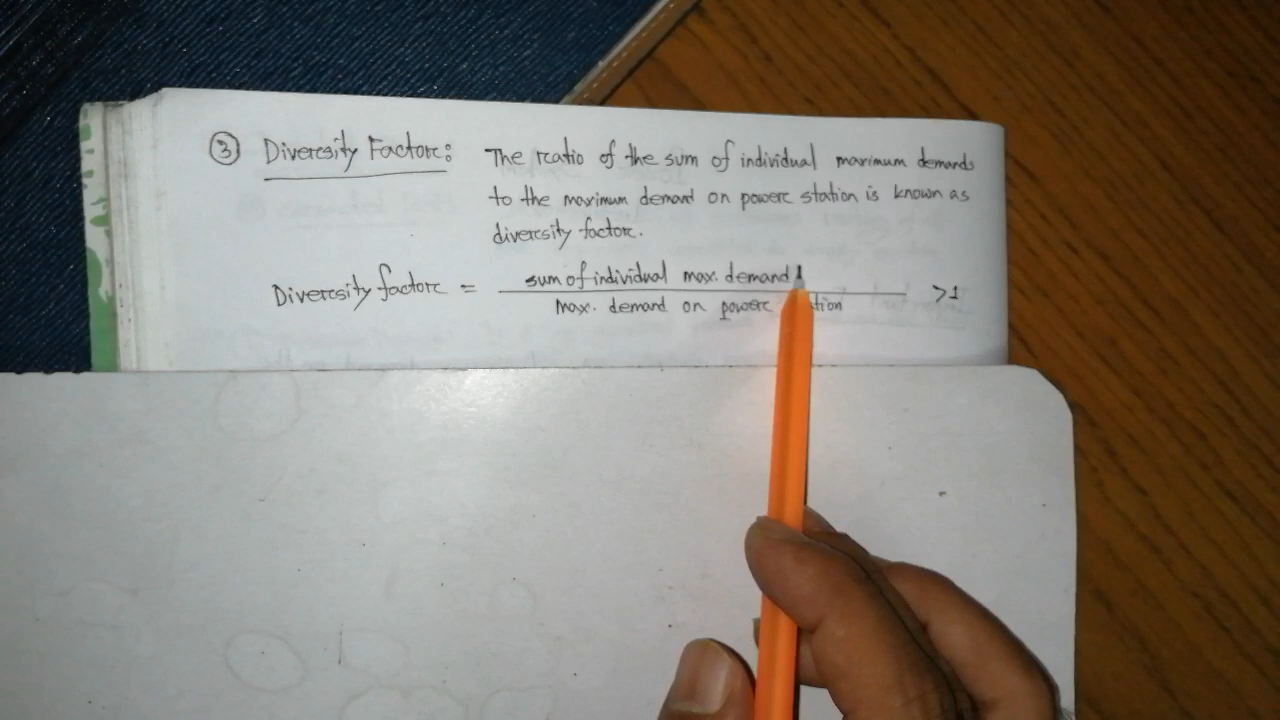 ③ Diversity Factor: The ratio of the sum of individual maximum demands
to the maximum demand on power station is known as
diversity factor.
Diversity factor = sum of individual max. demand
Max. demand on power >1